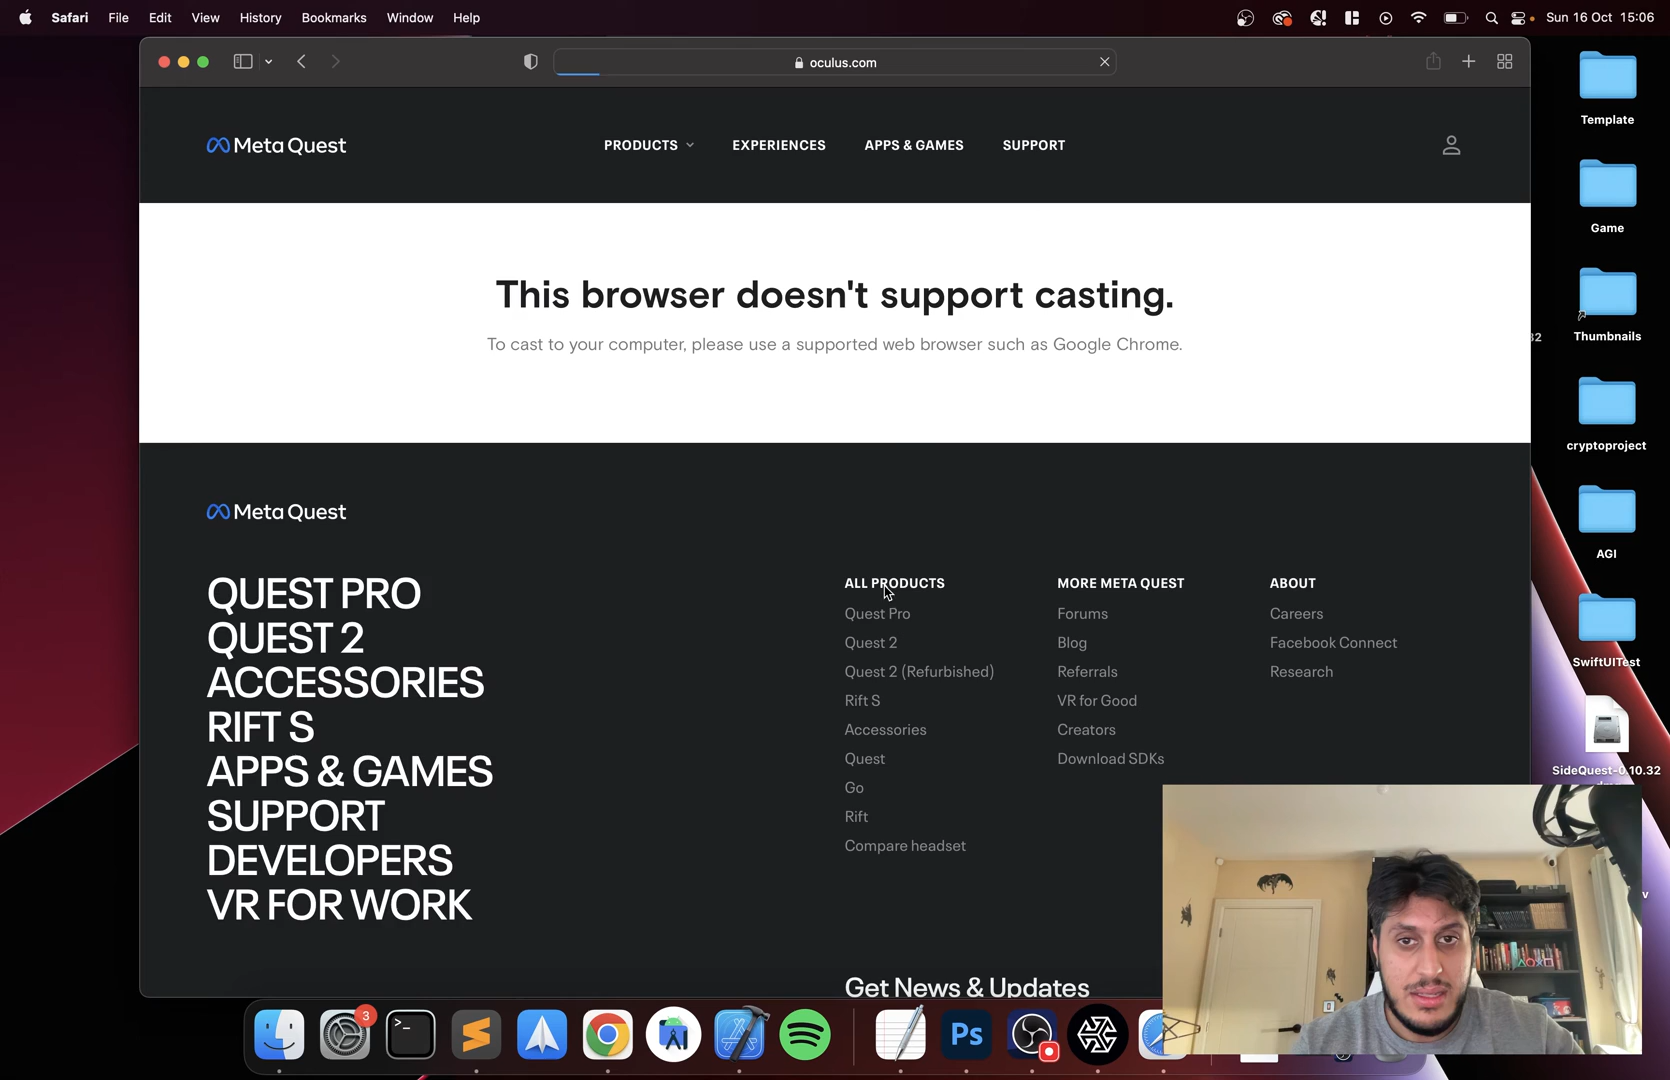 Safari File Edit View History Bookmarks Window Help Sun 16 Oct 15:06
oculus.com
Meta Quest PRODUCTS EXPERIENCES APPS & GAMES SUPPORT
This browser doesn't support casting.
To cast to your computer, please use a supported web browser such as Google Chrome.
Meta Quest
QUEST PRO
QUEST 2
ACCESSORIES
RIFT S
APPS & GAMES
SUPPORT
DEVELOPERS
VR FOR WORK
ALL PRODUCTS
Quest Pro
Quest 2
Quest 2 (Refurbished)
Rift S
Accessories
Quest
Go
Rift
Compare headset
MORE META QUEST
Forums
Blog
Referrals
VR for Good
Creators
Download SDKs
ABOUT
Careers
Facebook Connect
Research
Get News & Updates
Template
Game
32
Thumbnails
cryptoproject
AGI
SwiftUITest
SideQuest-0.10.32
v
3
Ps